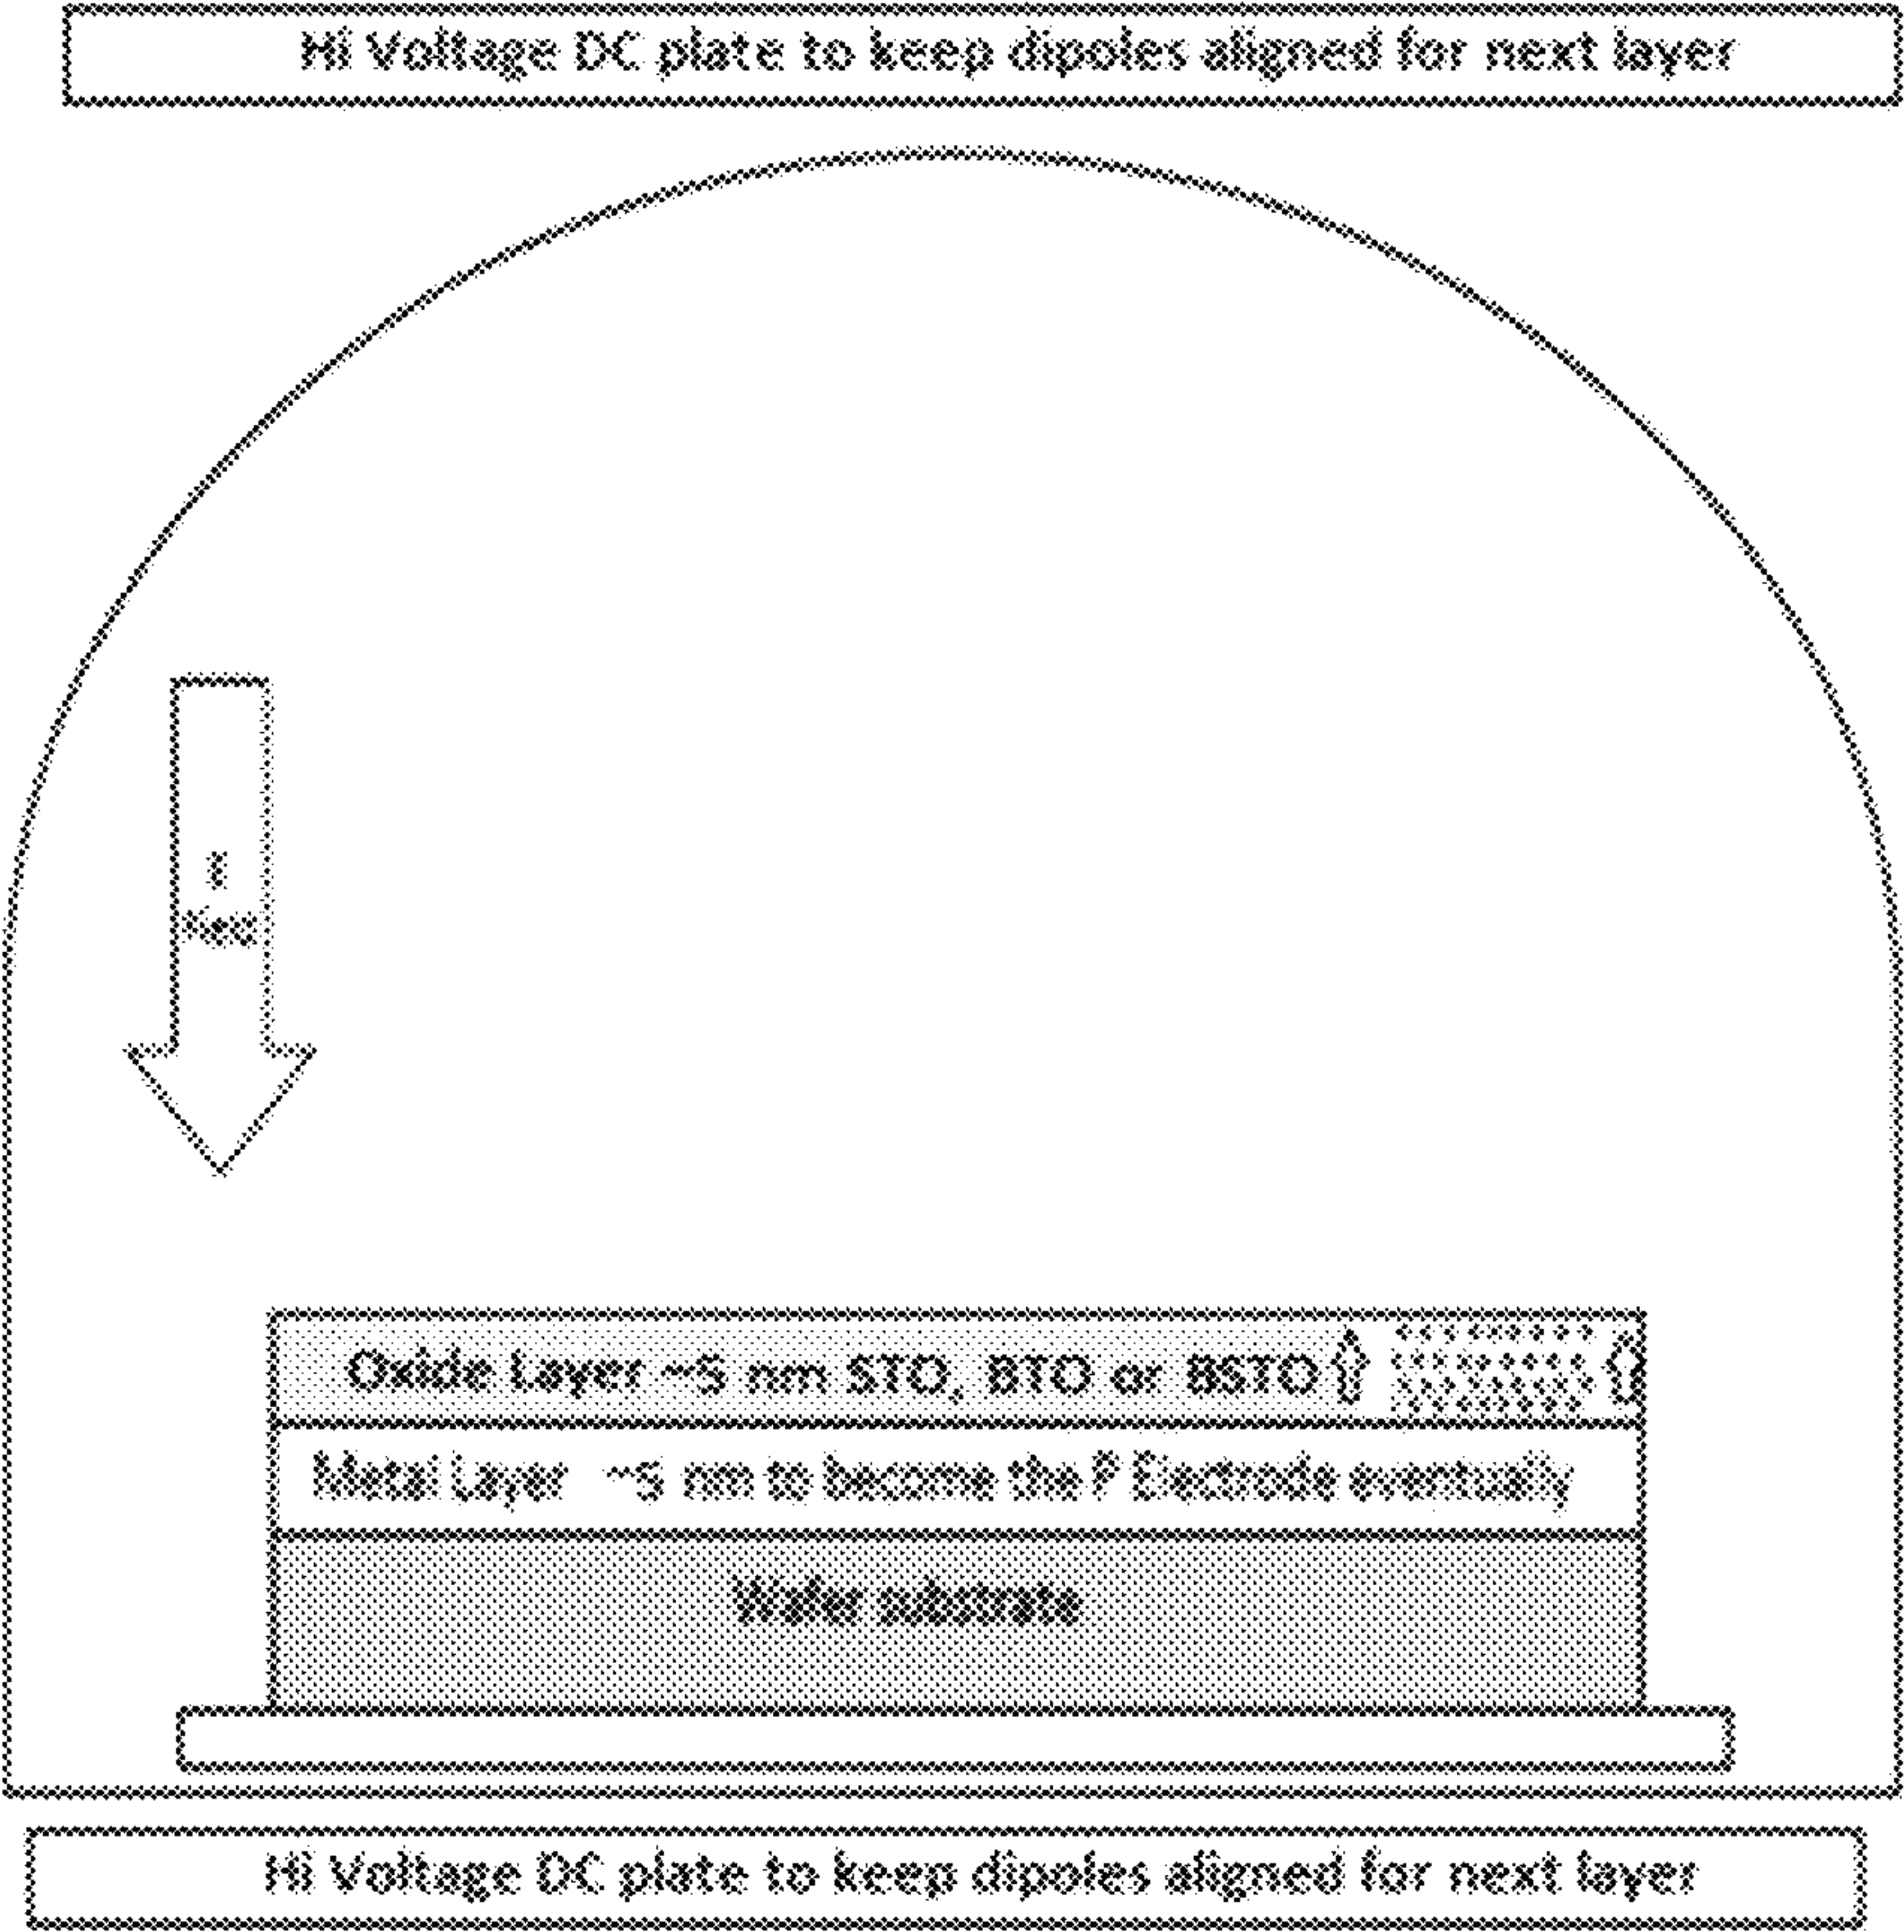 Hi Voltage DC plate to keep dipoles aligned for next layer
Oxide Layer ~5 nm STO, BTO or BSTO
Metal Layer ~5 nm to become the P Electrode eventually
Wafer substrate
Hi Voltage DC plate to keep dipoles aligned for next layer